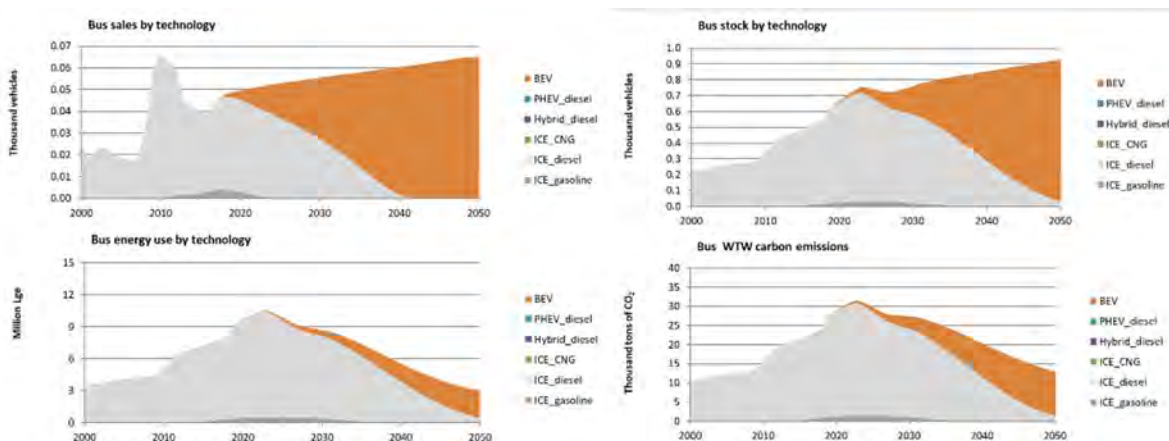 Bus sales by technology
Thousand vehicles
0.07
0.06
0.05
0.04
0.03
0.02
0.01
0.00
2000 2010 2020 2030 2040 2050
BEV
PHEV_diesel
Hybrid_diesel
ICE_CNG
ICE_diesel
ICE_gasoline
Bus stock by technology
Thousand vehicles
1.0
0.9
0.8
0.7
0.6
0.5
0.4
0.3
0.2
0.1
0.0
2000 2010 2020 2030 2040 2050
BEV
PHEV_diesel
Hybrid_diesel
ICE_CNG
ICE_diesel
ICE_gasoline
Bus energy use by technology
Million Lge
15
12
9
6
3
0
2000 2010 2020 2030 2040 2050
BEV
PHEV_diesel
Hybrid_diesel
ICE_CNG
ICE_diesel
ICE_gasoline
Bus WTW carbon emissions
Thousand tons of CO₂
40
35
30
25
20
15
10
5
0
2000 2010 2020 2030 2040 2050
BEV
PHEV_diesel
Hybrid_diesel
ICE_CNG
ICE_diesel
ICE_gasoline